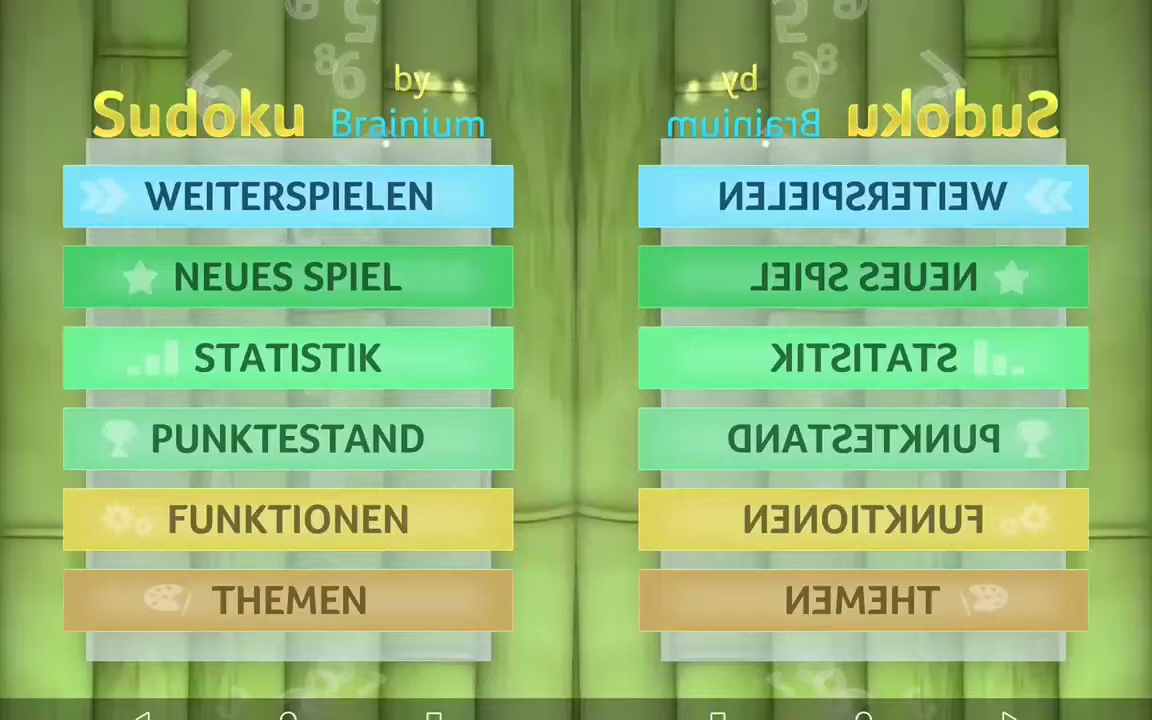 by
Sudoku Brainium
WEITERSPIELEN
NEUES SPIEL
STATISTIK
PUNKTESTAND
FUNKTIONEN
THEMEN
by
Brainium Sudoku
WEITERSPIELEN
NEUES SPIEL
STATISTIK
PUNKTESTAND
FUNKTIONEN
THEMEN